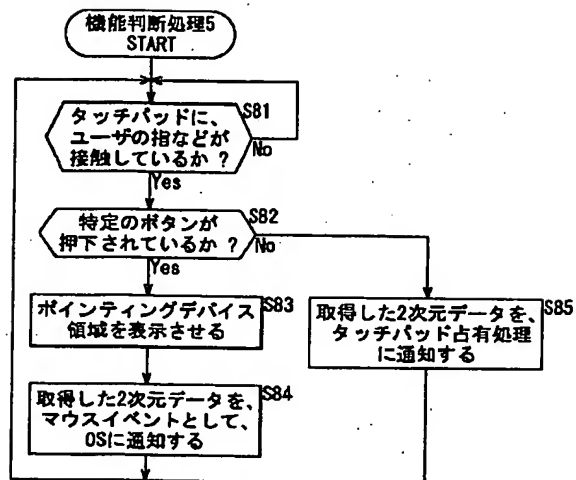 機能判断処理5
START
タッチパッドに、
ユーザの指などが
接触しているか ?
S81
No
Yes
特定のボタンが
押下されているか ?
S82
No
Yes
ポインティングデバイス
領域を表示させる
S83
取得した2次元データを、
タッチパッド占有処理
に通知する
S85
取得した2次元データを、
マウスイベントとして、
OSに通知する
S84